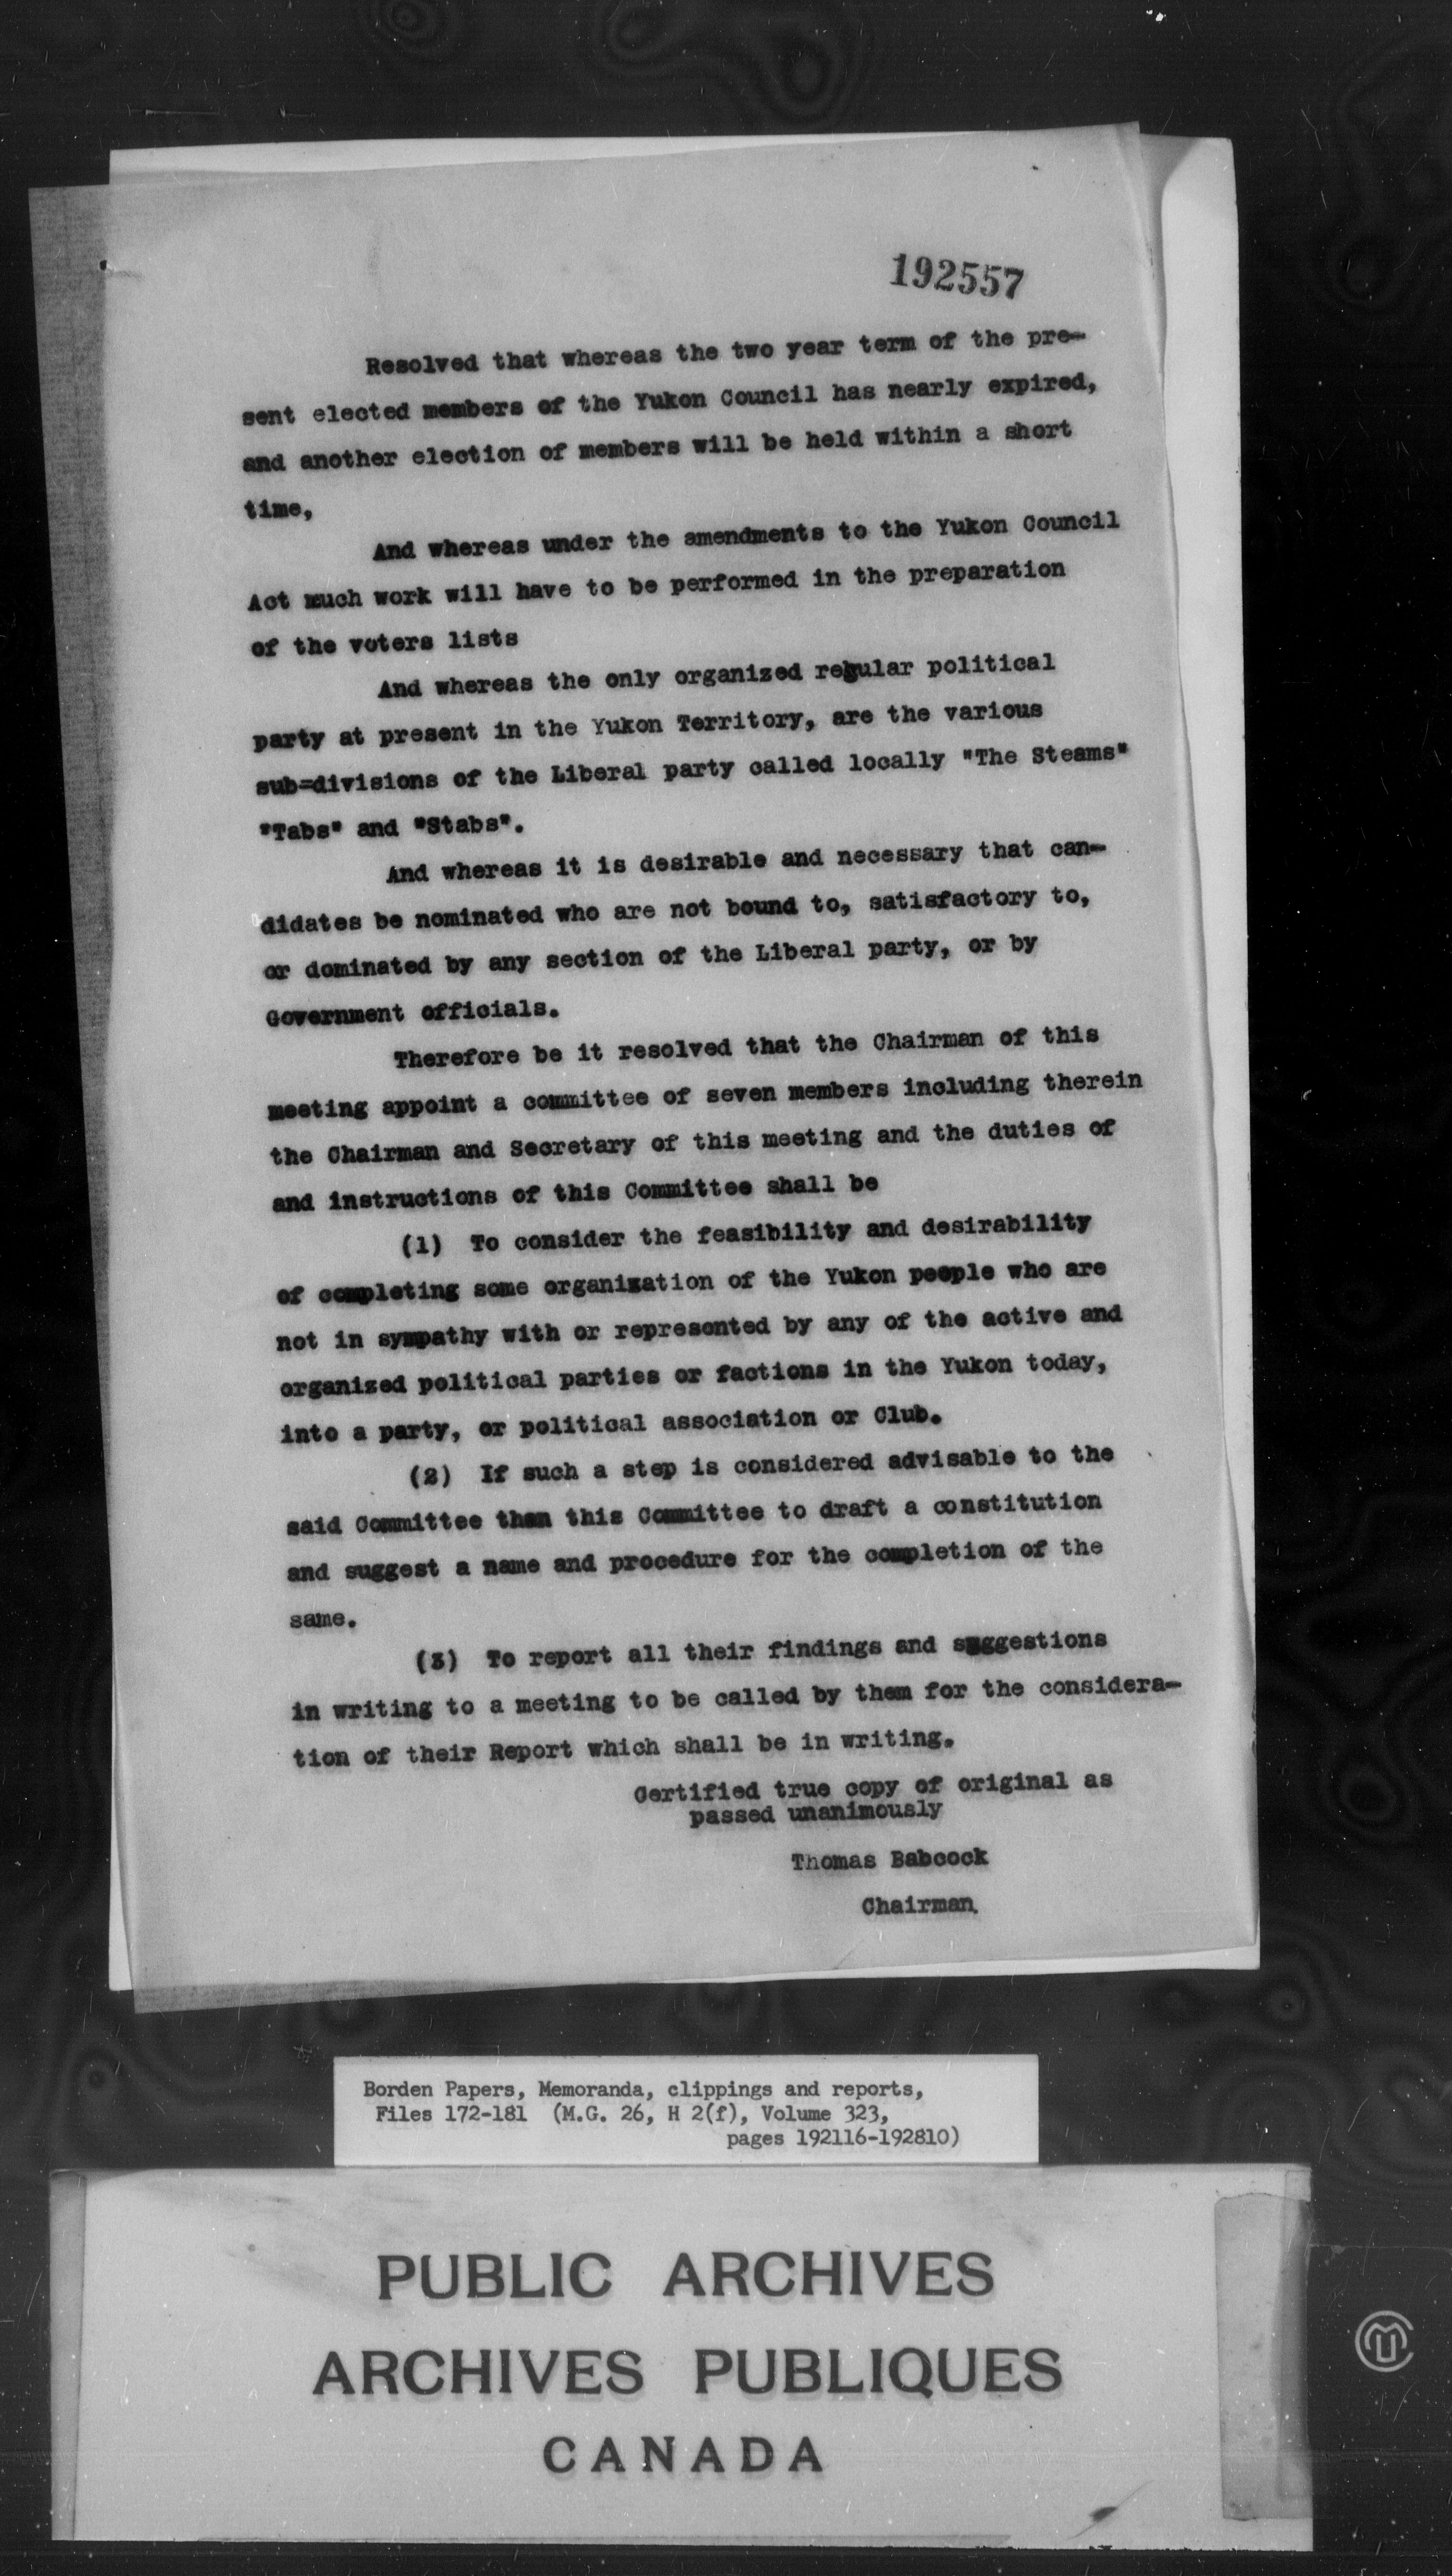 192557
Resolved that whereas the two year term of the pre-
sent elected members of the Yukon Council has nearly expired,
and another election of members will be held within a short
time,
And whereas under the amendments to the Yukon Council
Act much work will have to be performed in the preparation
of the voters lists
And whereas the only organized regular political
party at present in the Yukon Territory, are the various
sub=divisions of the Liberal party called locally "The Steams"
"Tabs" and "Stabs".
And whereas it is desirable and necessary that can-
didates be nominated who are not bound to, satisfactory to,
or dominated by any section of the Liberal party, or by
Government officials.
Therefore be it resolved that the Chairman of this
meeting appoint a committee of seven members including therein
the Chairman and Secretary of this meeting and the duties of
and instructions of this Committee shall be
(1) To consider the feasibility and desirability
of completing some organization of the Yukon people who are
not in sympathy with or represented by any of the active and
organized political parties or factions in the Yukon today,
into a party, or political association or Club.
(2) If such a step is considered advisable to the
said Committee then this Committee to draft a constitution
and suggest a name and procedure for the completion of the
same.
(3) To report all their findings and suggestions
in writing to a meeting to be called by them for the considera-
tion of their Report which shall be in writing.
Certified true copy of original as
passed unanimously
Thomas Babcock
Chairman.
Borden Papers, Memoranda, clippings and reports,
Files 172-181 (M.G. 26, H 2(f), Volume 323,
pages 192116-192810)
PUBLIC ARCHIVES
ARCHIVES PUBLIQUES
CANADA